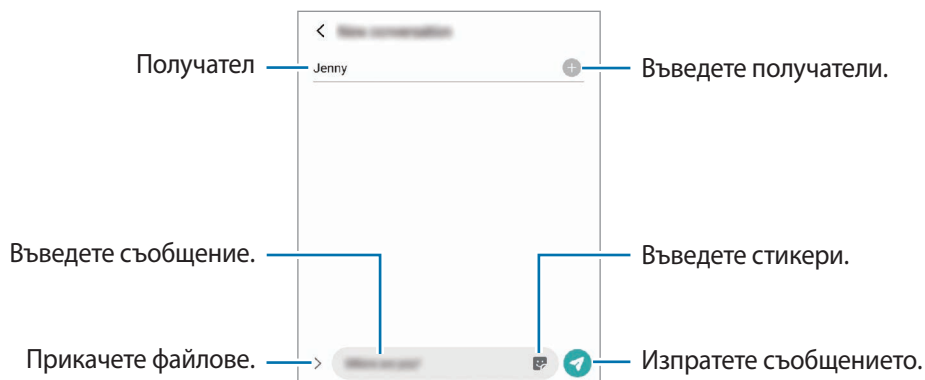 Получател
Jenny
Въведете получатели.
Въведете съобщение.
Въведете стикери.
Прикачете файлове.
Изпратете съобщението.